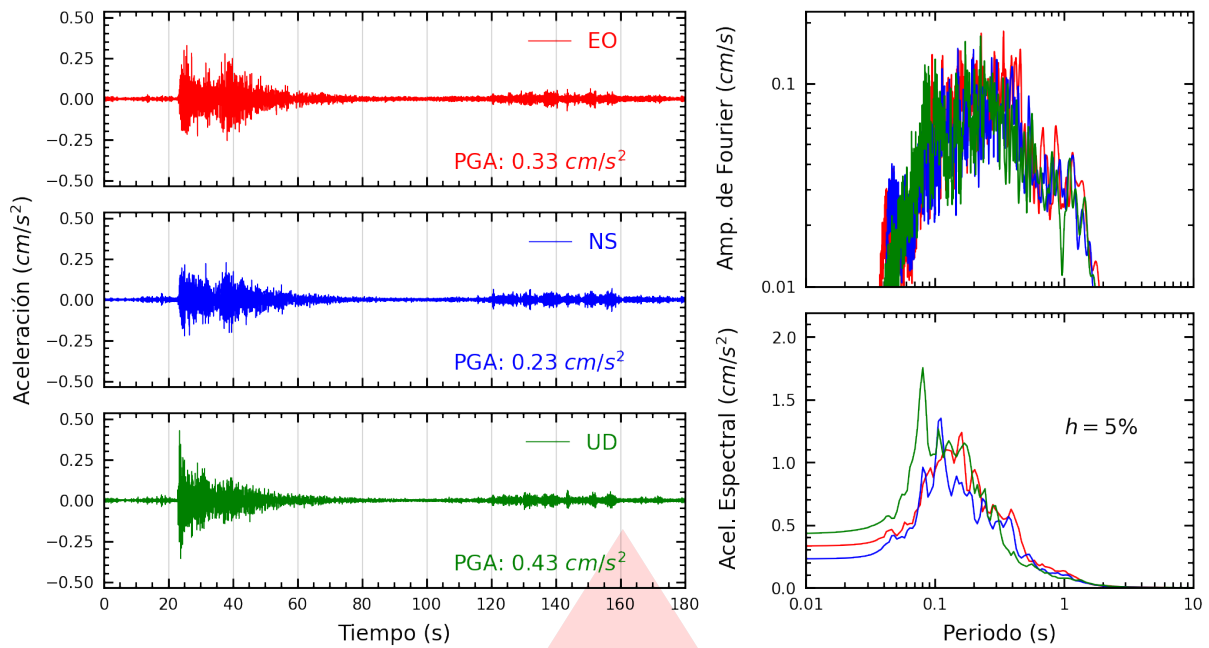 Aceleración (cm/s²)
0.50
0.25
0.00
−0.25
−0.50
EO
PGA: 0.33 cm/s²
0.50
0.25
0.00
−0.25
−0.50
NS
PGA: 0.23 cm/s²
0.50
0.25
0.00
−0.25
−0.50
UD
PGA: 0.43 cm/s²
0 20 40 60 80 100 120 140 160 180
Tiempo (s)
Amp. de Fourier (cm/s)
0.1
0.01
Acel. Espectral (cm/s²)
2.0
1.5
1.0
0.5
0.0
h = 5%
0.01 0.1 1 10
Periodo (s)